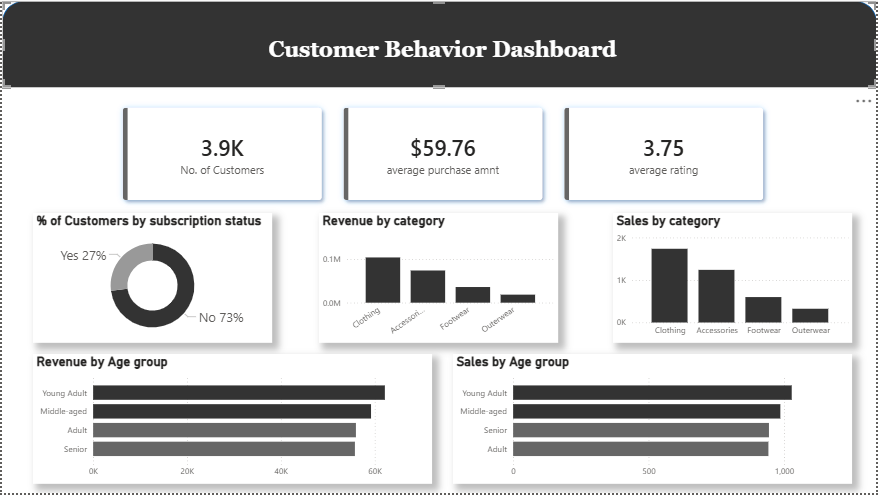 Customer Behavior Dashboard
3.9K
No. of Customers
$59.76
average purchase amnt
3.75
average rating
% of Customers by subscription status
Yes 27%
No 73%
Revenue by category
0.1M
0.0M
Clothing
Accessori...
Footwear
Outerwear
Sales by category
2K
1K
0K
Clothing Accessories Footwear Outerwear
Revenue by Age group
Young Adult
Middle-aged
Adult
Senior
0K 20K 40K 60K
Sales by Age group
Young Adult
Middle-aged
Senior
Adult
0 500 1,000